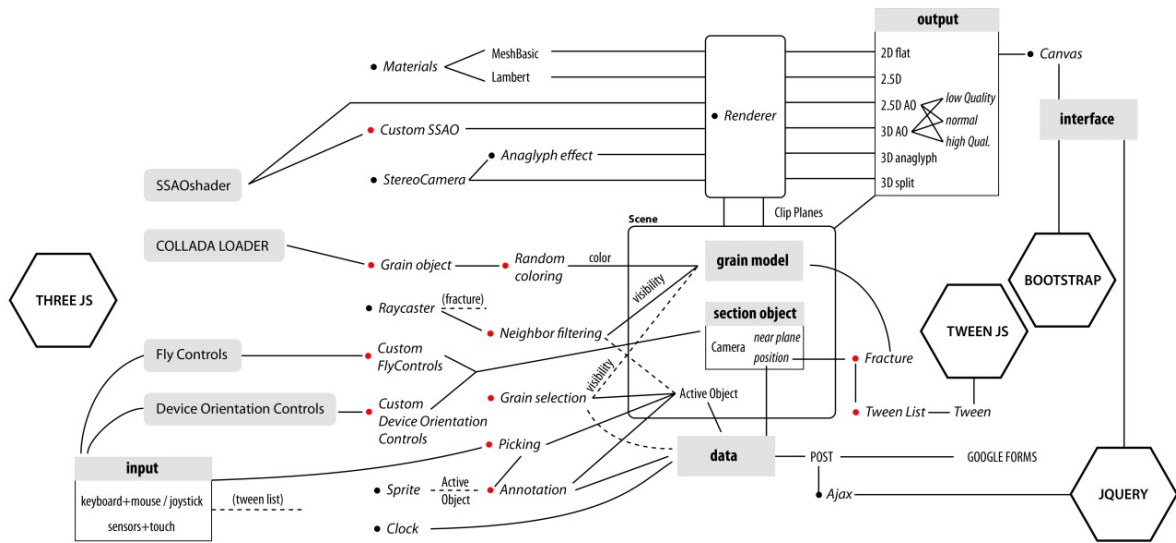 output
MeshBasic
2D flat
Materials
Canvas
Lambert
2.5D
low Quality
2.5D AO
Renderer
normal
interface
Custom SSAO
3D AO
high Qual.
Anaglyph effect
3D anaglyph
StereoCamera
SSAOshader
3D split
Clip Planes
Scene
COLLADA LOADER
Grain object
Random
coloring
color
grain model
THREE JS
BOOTSTRAP
Raycaster
(fracture)
visibility
section object
TWEEN JS
Neighbor filtering
Camera
near plane
position
Fly Controls
Custom
FlyControls
Fracture
visibility
Grain selection
Active Object
Device Orientation Controls
Custom
Device Orientation
Controls
Tween List
Tween
Picking
input
data
POST
GOOGLE FORMS
keyboard+mouse / joystick
(tween list)
sensors+touch
Sprite
Active
Object
Annotation
Ajax
JQUERY
Clock